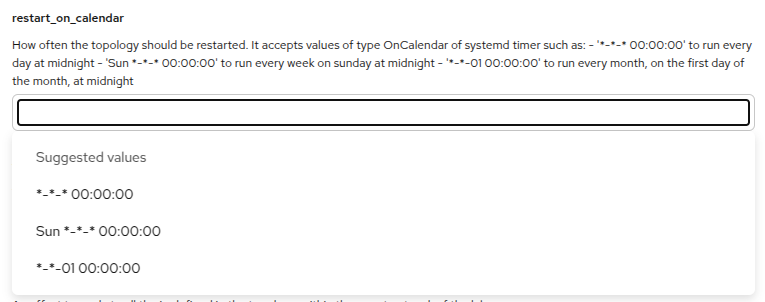 restart_on_calendar
How often the topology should be restarted. It accepts values of type OnCalendar of systemd timer such as: - '*-*-* 00:00:00' to run every
day at midnight - 'Sun *-*-* 00:00:00' to run every week on sunday at midnight - '*-*-01 00:00:00' to run every month, on the first day of
the month, at midnight
Suggested values
*-*-* 00:00:00
Sun *-*-* 00:00:00
*-*-01 00:00:00